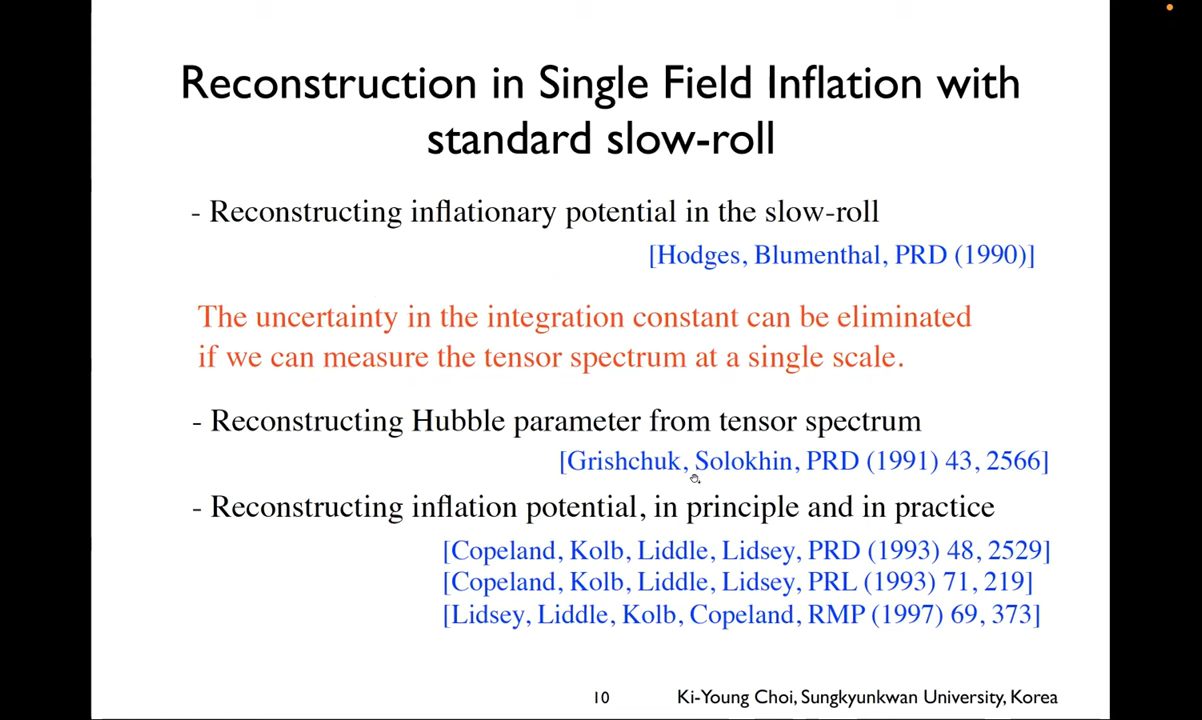 Reconstruction in Single Field Inflation with
standard slow-roll
- Reconstructing inflationary potential in the slow-roll
[Hodges, Blumenthal, PRD (1990)]
The uncertainty in the integration constant can be eliminated
if we can measure the tensor spectrum at a single scale.
- Reconstructing Hubble parameter from tensor spectrum
[Grishchuk, Solokhin, PRD (1991) 43, 2566]
- Reconstructing inflation potential, in principle and in practice
[Copeland, Kolb, Liddle, Lidsey, PRD (1993) 48, 2529]
[Copeland, Kolb, Liddle, Lidsey, PRL (1993) 71, 219]
[Lidsey, Liddle, Kolb, Copeland, RMP (1997) 69, 373]
10 Ki-Young Choi, Sungkyunkwan University, Korea